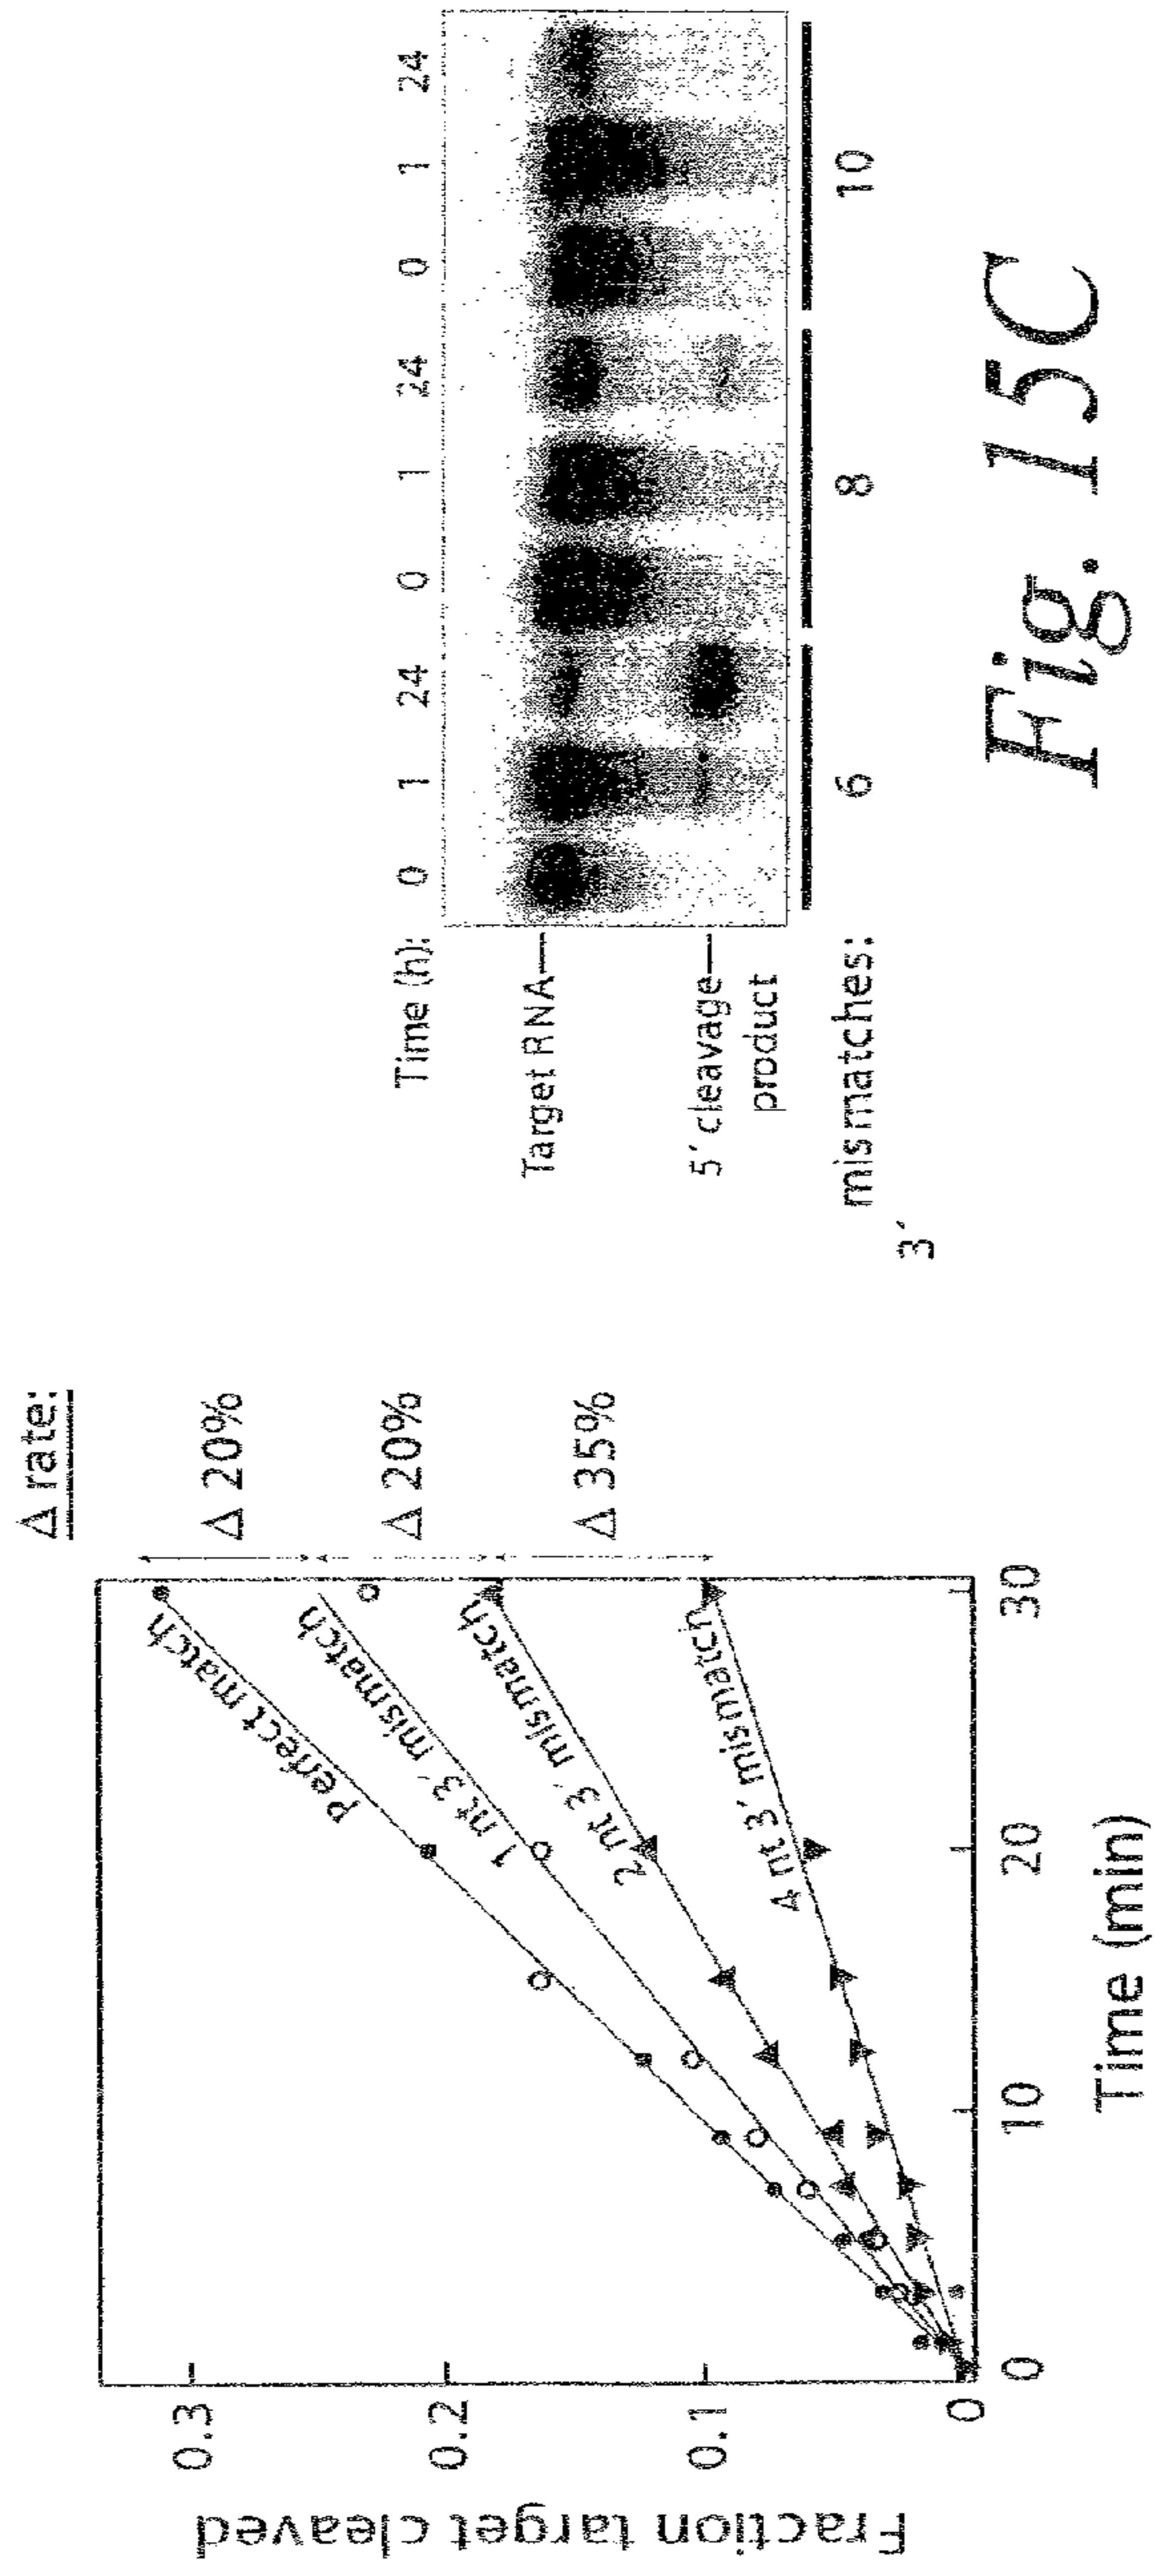 Fraction target cleaved
0.3
0.2
0.1
0
0
10
20
30
Time (min)
Perfect match
1 nt 3´ mismatch
2 nt 3´ mismatch
4 nt 3´ mismatch
Δ rate:
Δ 20%
Δ 20%
Δ 35%
Time (h): 0 1 24 0 1 24 0 1 24
Target RNA
5´ cleavage
product
mismatches: 6 8 10
3´
Fig. 15C